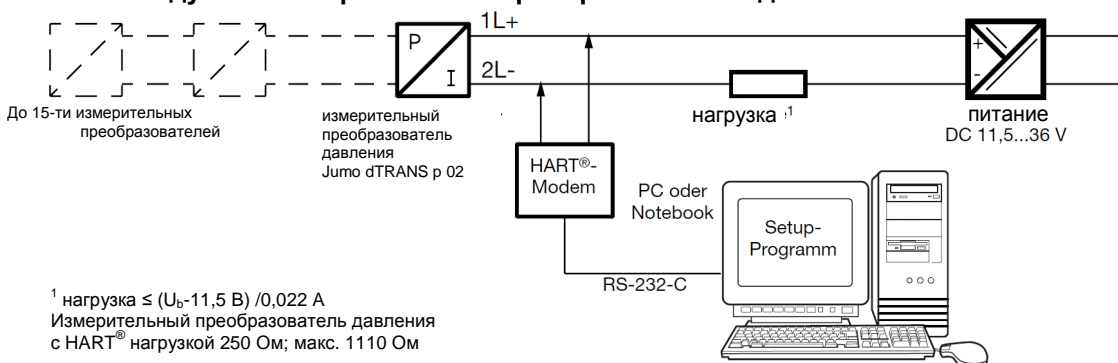 1L+
P
I
2L-
+
-
До 15-ти измерительных
преобразователей
измерительный
преобразователь
давления
Jumo dTRANS p 02
нагрузка 1
питание
DC 11,5...36 V
HART®-
Modem
PC oder
Notebook
Setup-
Programm
RS-232-C
1 нагрузка ≤ (Ub-11,5 В) /0,022 А
Измерительный преобразователь давления
с HART® нагрузкой 250 Ом; макс. 1110 Ом